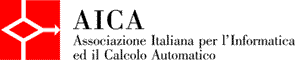 AICA
Associazione Italiana per l'Informatica
ed il Calcolo Automatico